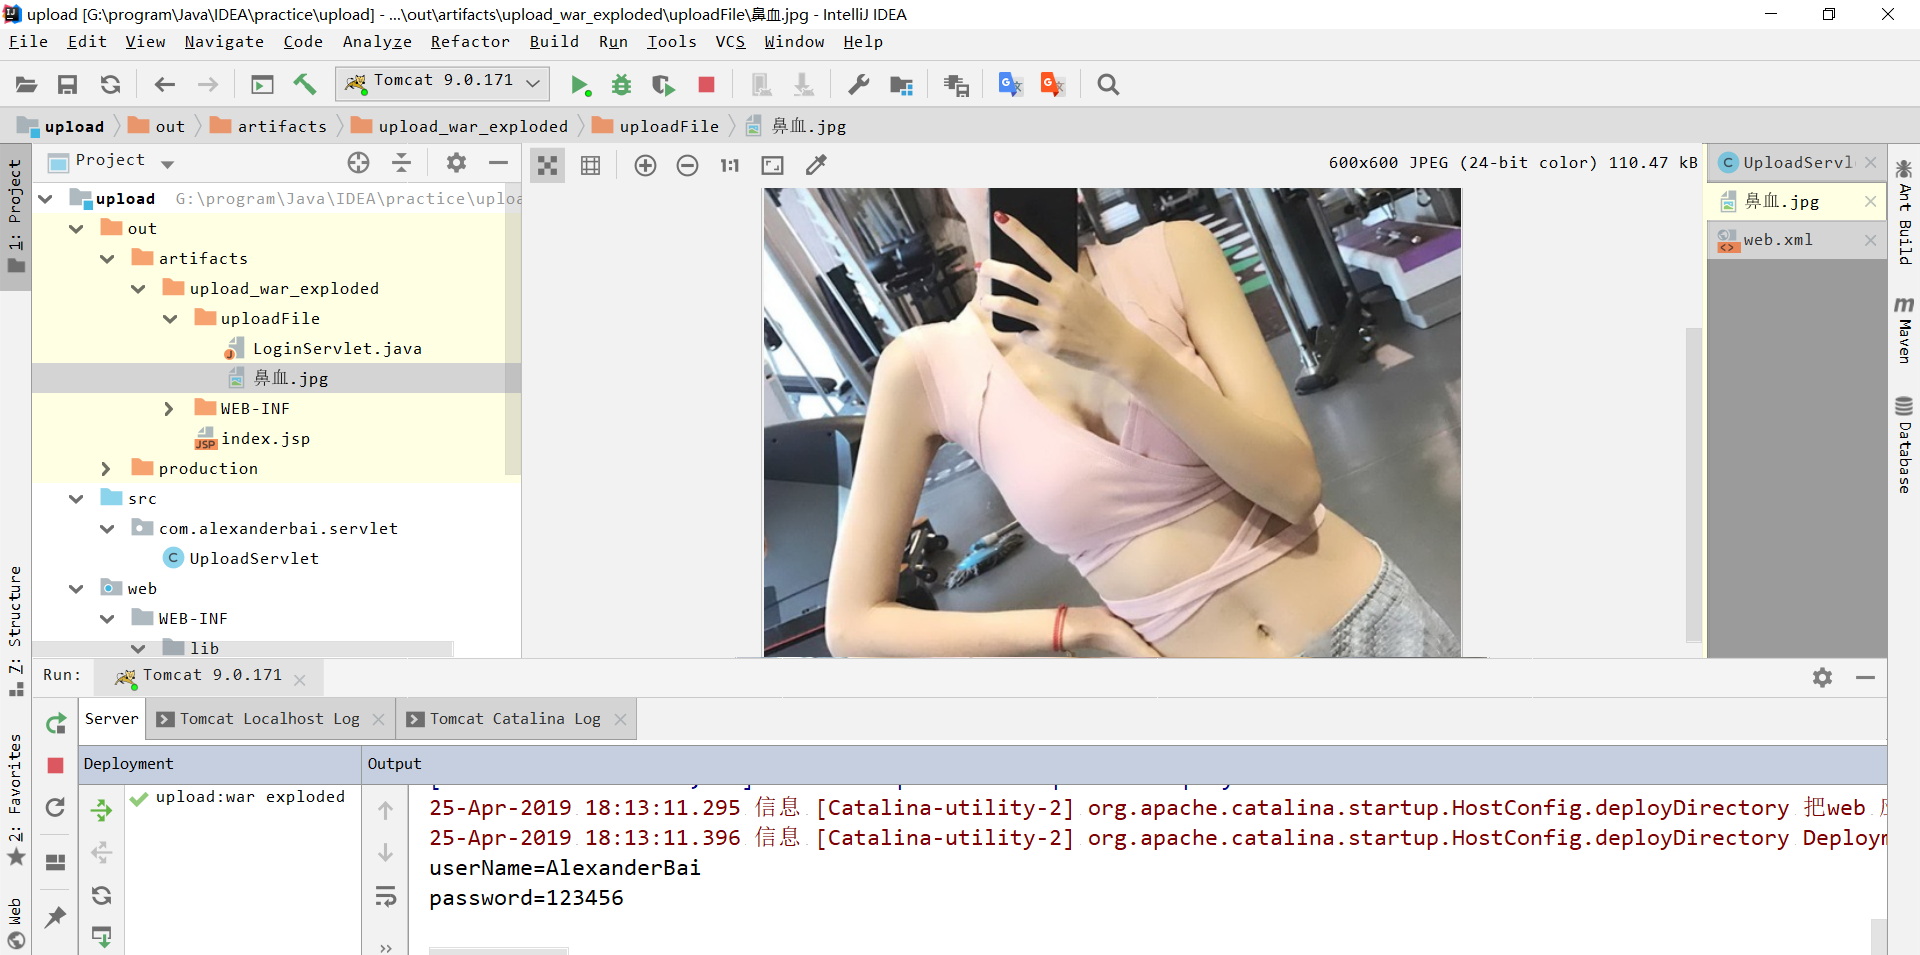 upload [G:\program\Java\IDEA\practice\upload] - ...\out\artifacts\upload_war_exploded\uploadFile\鼻血.jpg - IntelliJ IDEA
File Edit View Navigate Code Analyze Refactor Build Run Tools VCS Window Help
Tomcat 9.0.171
upload out artifacts upload_war_exploded uploadFile 鼻血.jpg
1: Project
Z: Structure
2: Favorites
Web
Project
upload G:\program\Java\IDEA\practice\uploa
out
artifacts
upload_war_exploded
uploadFile
LoginServlet.java
鼻血.jpg
WEB-INF
index.jsp
production
src
com.alexanderbai.servlet
UploadServlet
web
WEB-INF
lib
1:1
600x600 JPEG (24-bit color) 110.47 kB
UploadServl
鼻血.jpg
web.xml
Ant Build
Maven
Database
Run: Tomcat 9.0.171
Server Tomcat Localhost Log Tomcat Catalina Log
Deployment Output
upload:war exploded
25-Apr-2019 18:13:11.295 信息 [Catalina-utility-2] org.apache.catalina.startup.HostConfig.deployDirectory 把web
25-Apr-2019 18:13:11.396 信息 [Catalina-utility-2] org.apache.catalina.startup.HostConfig.deployDirectory Deploym
userName=AlexanderBai
password=123456